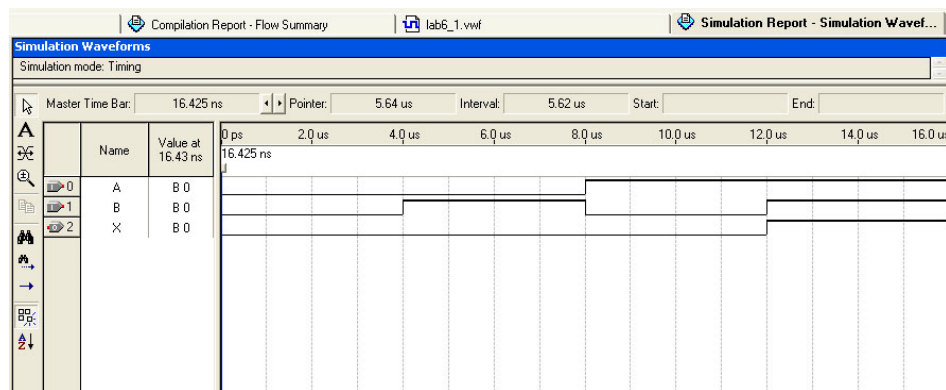 Compilation Report - Flow Summary lab6_1.vwf Simulation Report - Simulation Wavef...
Simulation Waveforms
Simulation mode: Timing
Master Time Bar: 16.425 ns Pointer: 5.64 us Interval: 5.62 us Start: End:
Name Value at 16.43 ns 0 ps 2.0 us 4.0 us 6.0 us 8.0 us 10.0 us 12.0 us 14.0 us 16.0 u
16.425 ns
0 A B 0
1 B B 0
2 X B 0